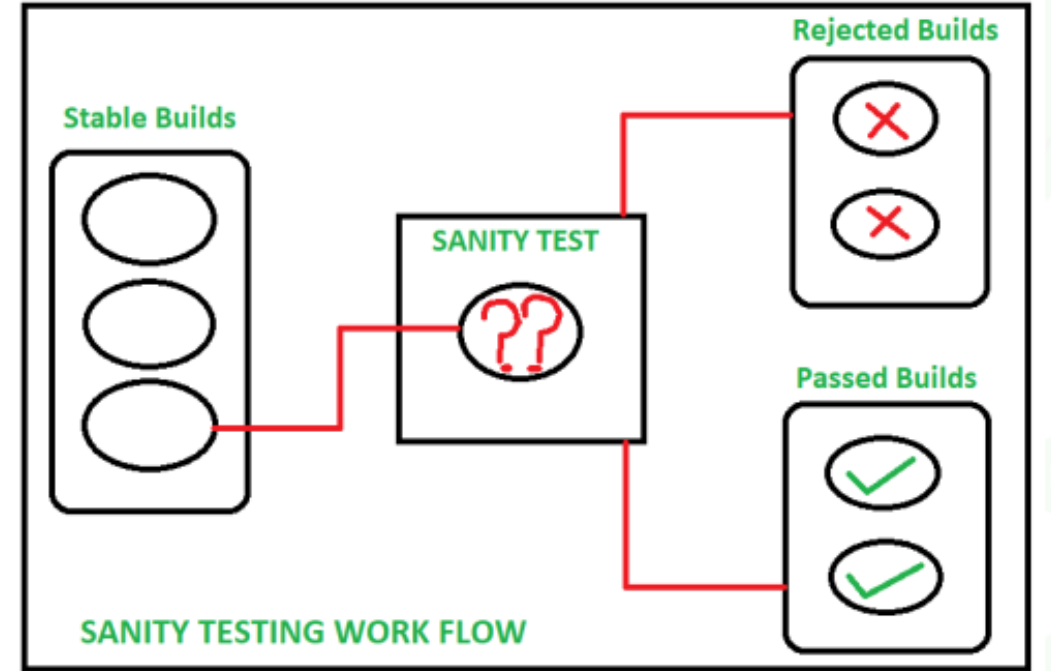 Rejected Builds
Stable Builds
SANITY TEST
??
Passed Builds
SANITY TESTING WORK FLOW